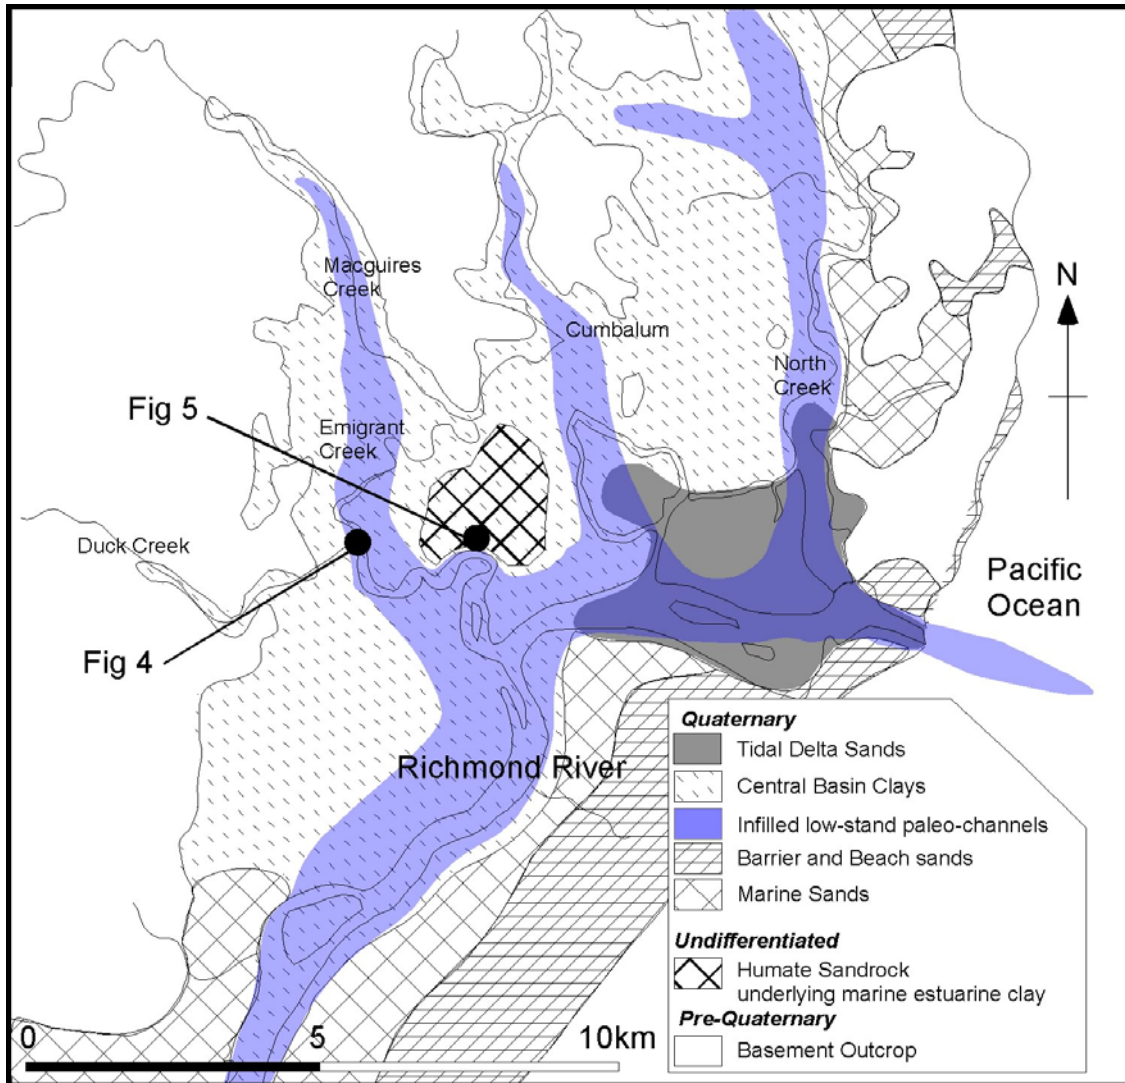 Macguires
Creek
Cumbalum
N
North
Creek
Fig 5
Emigrant
Creek
Duck Creek
Pacific
Ocean
Fig 4
Richmond River
Quaternary
Tidal Delta Sands
Central Basin Clays
Infilled low-stand paleo-channels
Barrier and Beach sands
Marine Sands
Undifferentiated
Humate Sandrock
underlying marine estuarine clay
Pre-Quaternary
Basement Outcrop
0 5 10km